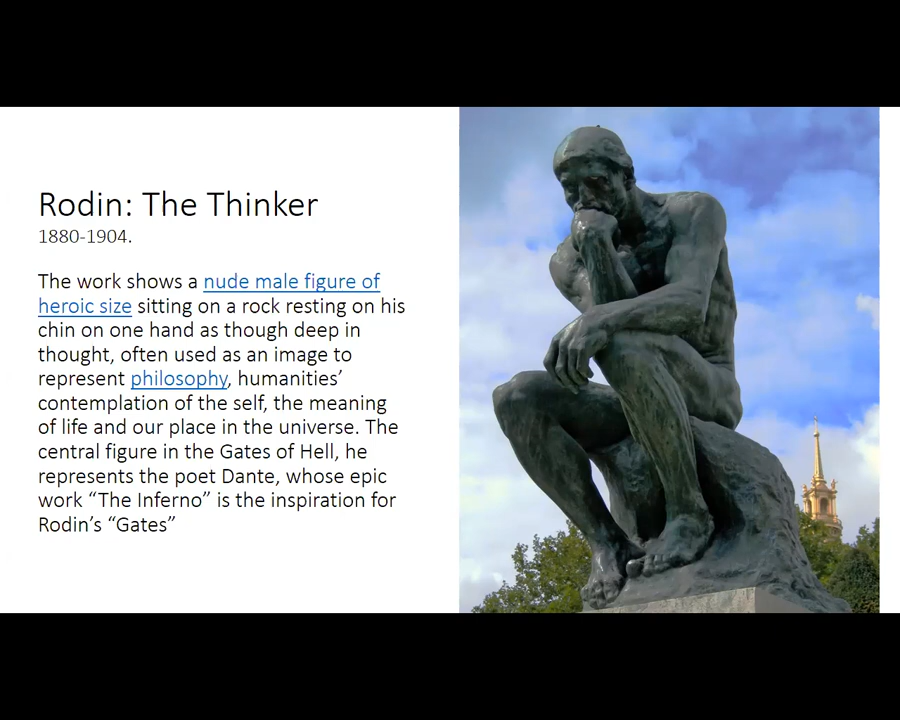 Rodin: The Thinker
1880-1904.
The work shows a nude male figure of
heroic size sitting on a rock resting on his
chin on one hand as though deep in
thought, often used as an image to
represent philosophy, humanities’
contemplation of the self, the meaning
of life and our place in the universe. The
central figure in the Gates of Hell, he
represents the poet Dante, whose epic
work “The Inferno” is the inspiration for
Rodin’s “Gates”